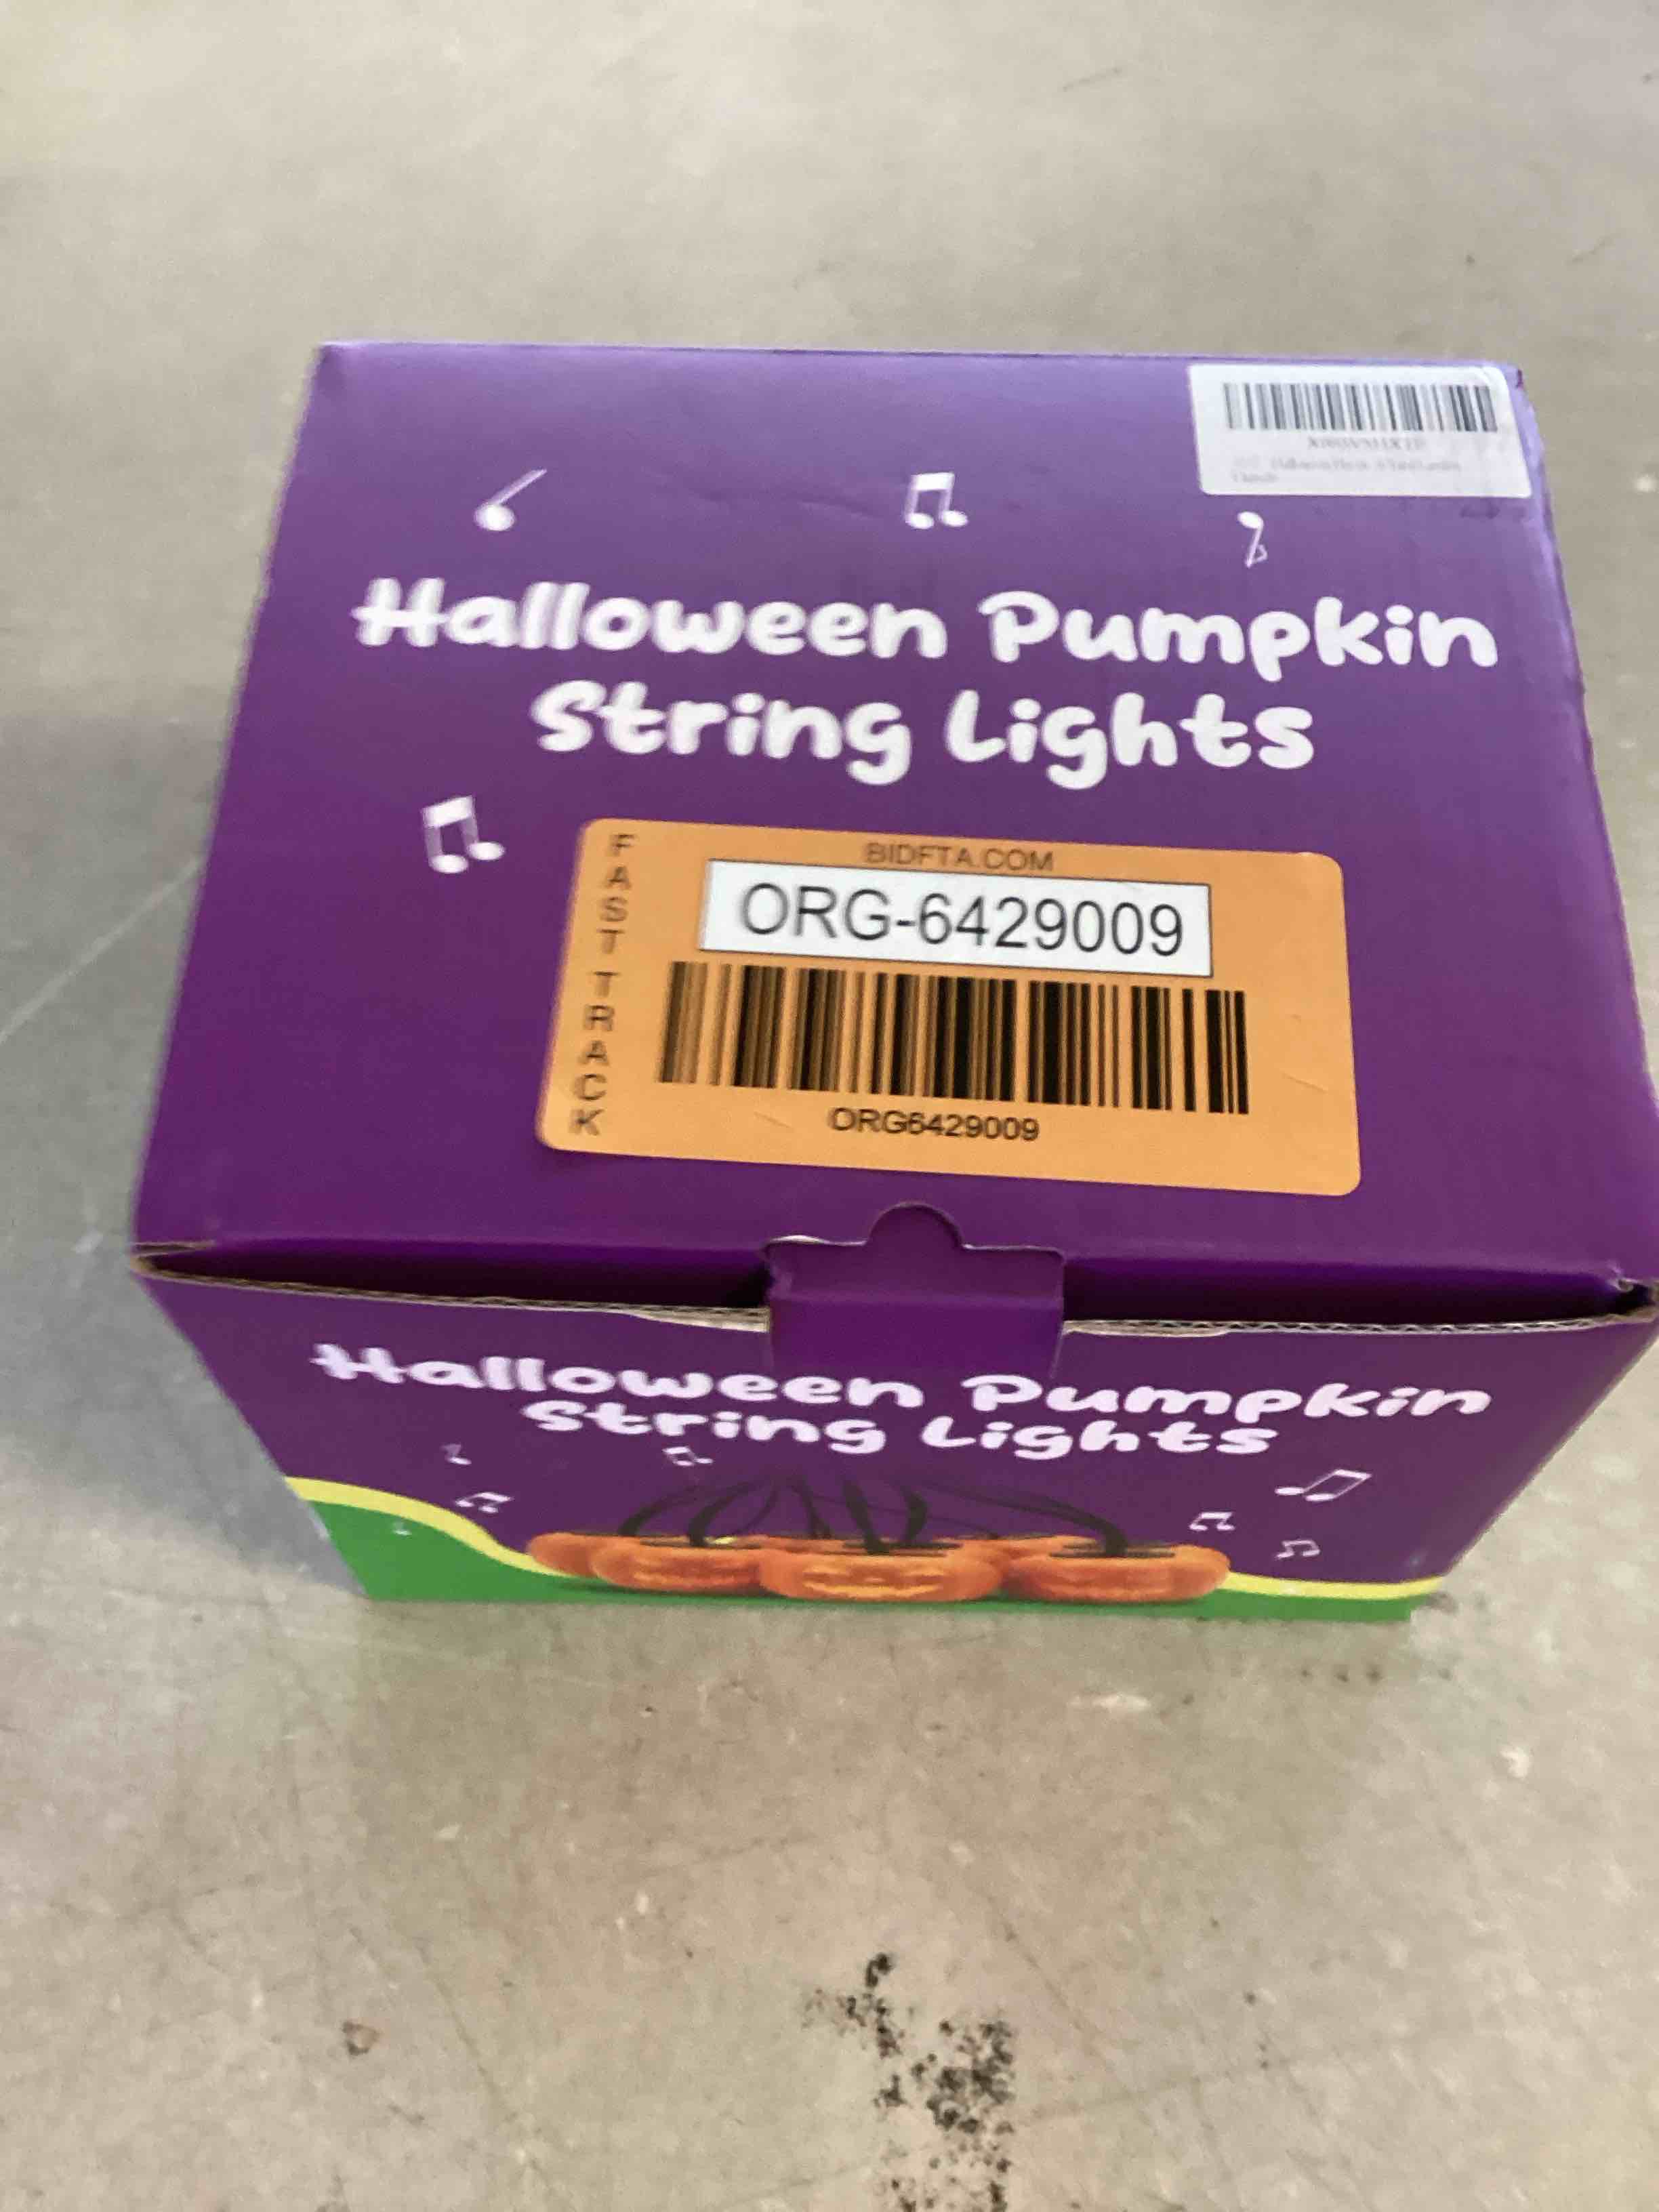 Halloween Pumpkin
String Lights
FAST TRACK
BIDFTA.COM
ORG-6429009
ORG6429009
Halloween Pumpkin
String Lights